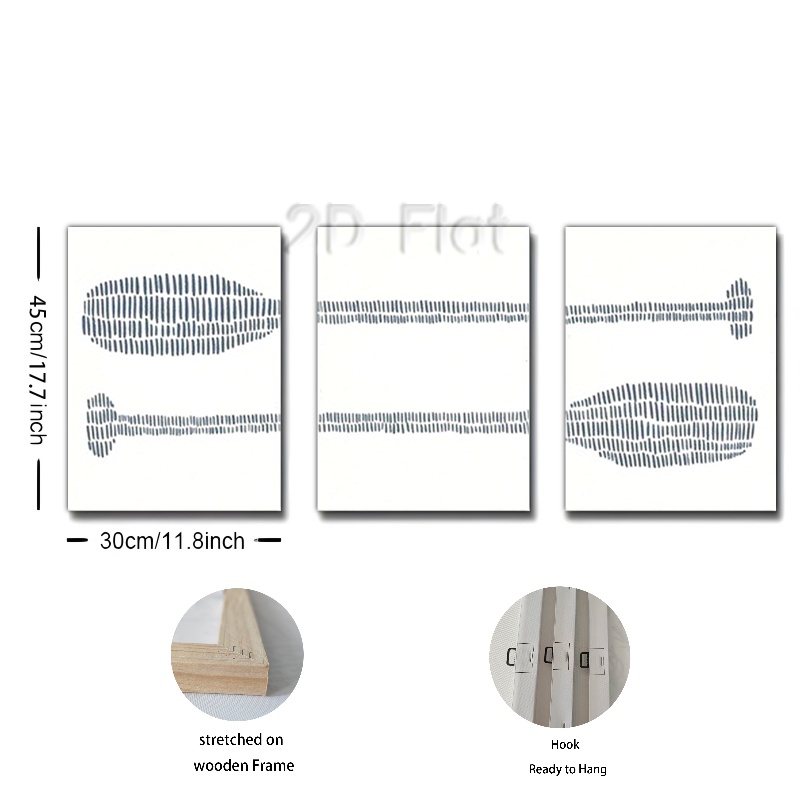 2D Flat
45cm/17.7inch
30cm/11.8inch
stretched on
wooden Frame
Hook
Ready to Hang